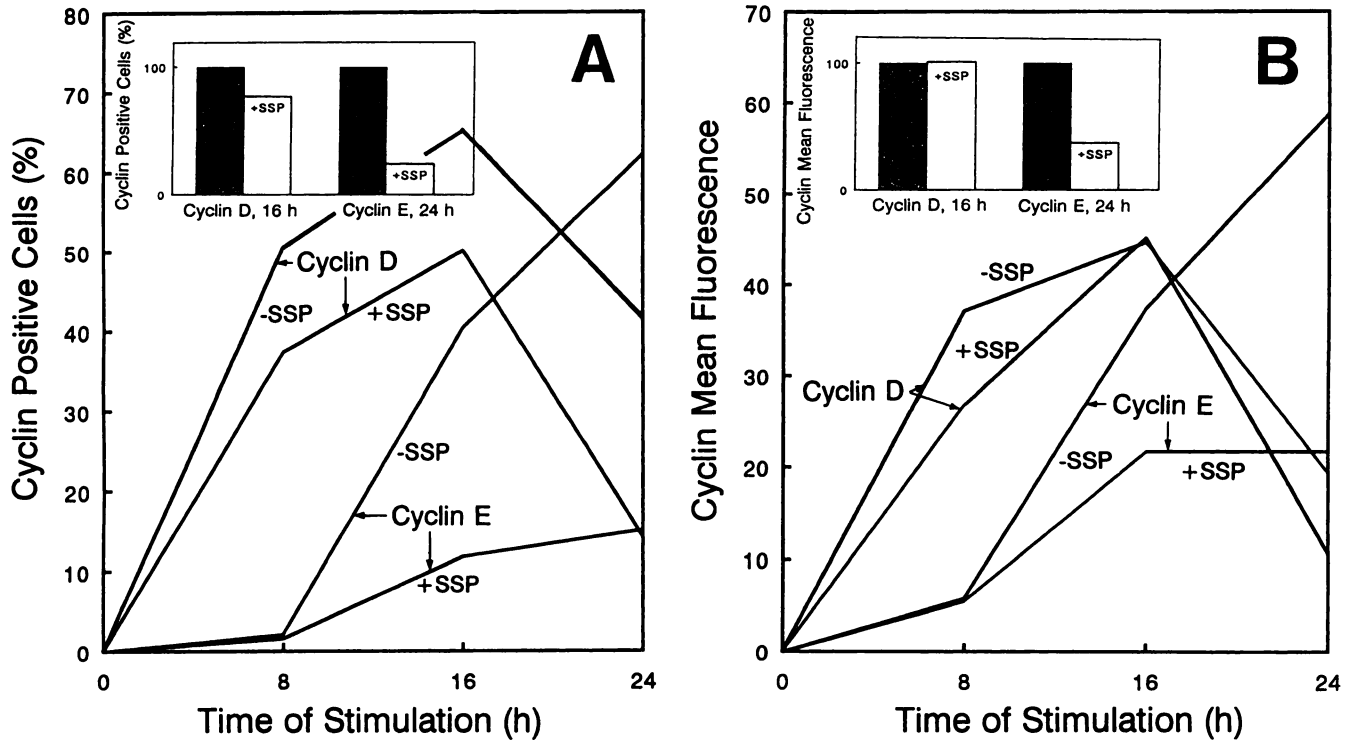 A
Cyclin Positive Cells (%)
80
70
60
50
40
30
20
10
0
0
8
16
24
Time of Stimulation (h)
Cyclin Positive Cells (%)
100
0
+SSP
+SSP
Cyclin D, 16 h
Cyclin E, 24 h
Cyclin D
-SSP
+SSP
-SSP
Cyclin E
+SSP
B
Cyclin Mean Fluorescence
70
60
50
40
30
20
10
0
0
8
16
24
Time of Stimulation (h)
Cyclin Mean Fluorescence
100
0
+SSP
+SSP
Cyclin D, 16 h
Cyclin E, 24 h
-SSP
+SSP
Cyclin D
Cyclin E
-SSP
+SSP